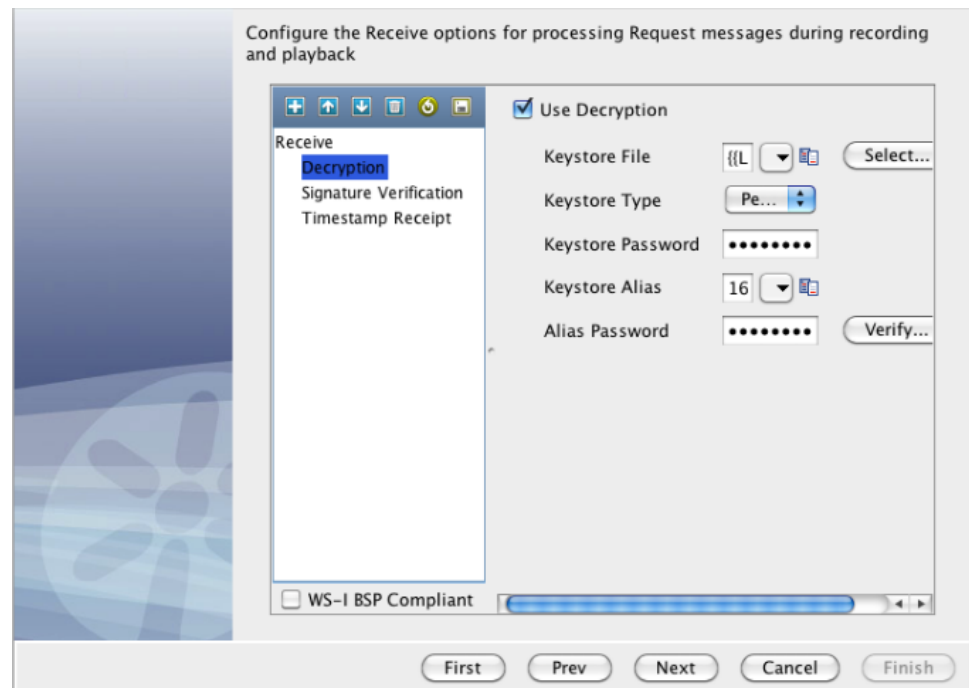 Configure the Receive options for processing Request messages during recording
and playback
Receive
Decryption
Signature Verification
Timestamp Receipt
WS-I BSP Compliant
Use Decryption
Keystore File {{L Select...
Keystore Type Pe...
Keystore Password ••••••••
Keystore Alias 16
Alias Password •••••••• Verify...
First Prev Next Cancel Finish